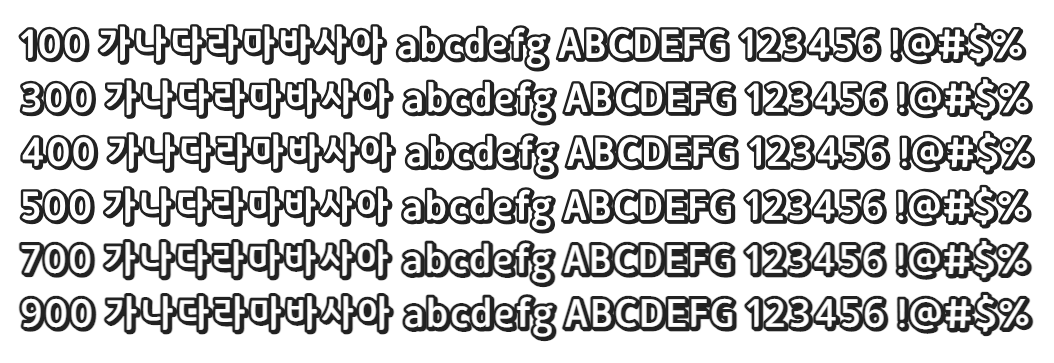 100 가나다라마바사아 abcdefg ABCDEFG 123456 !@#$%
300 가나다라마바사아 abcdefg ABCDEFG 123456 !@#$%
400 가나다라마바사아 abcdefg ABCDEFG 123456 !@#$%
500 가나다라마바사아 abcdefg ABCDEFG 123456 !@#$%
700 가나다라마바사아 abcdefg ABCDEFG 123456 !@#$%
900 가나다라마바사아 abcdefg ABCDEFG 123456 !@#$%